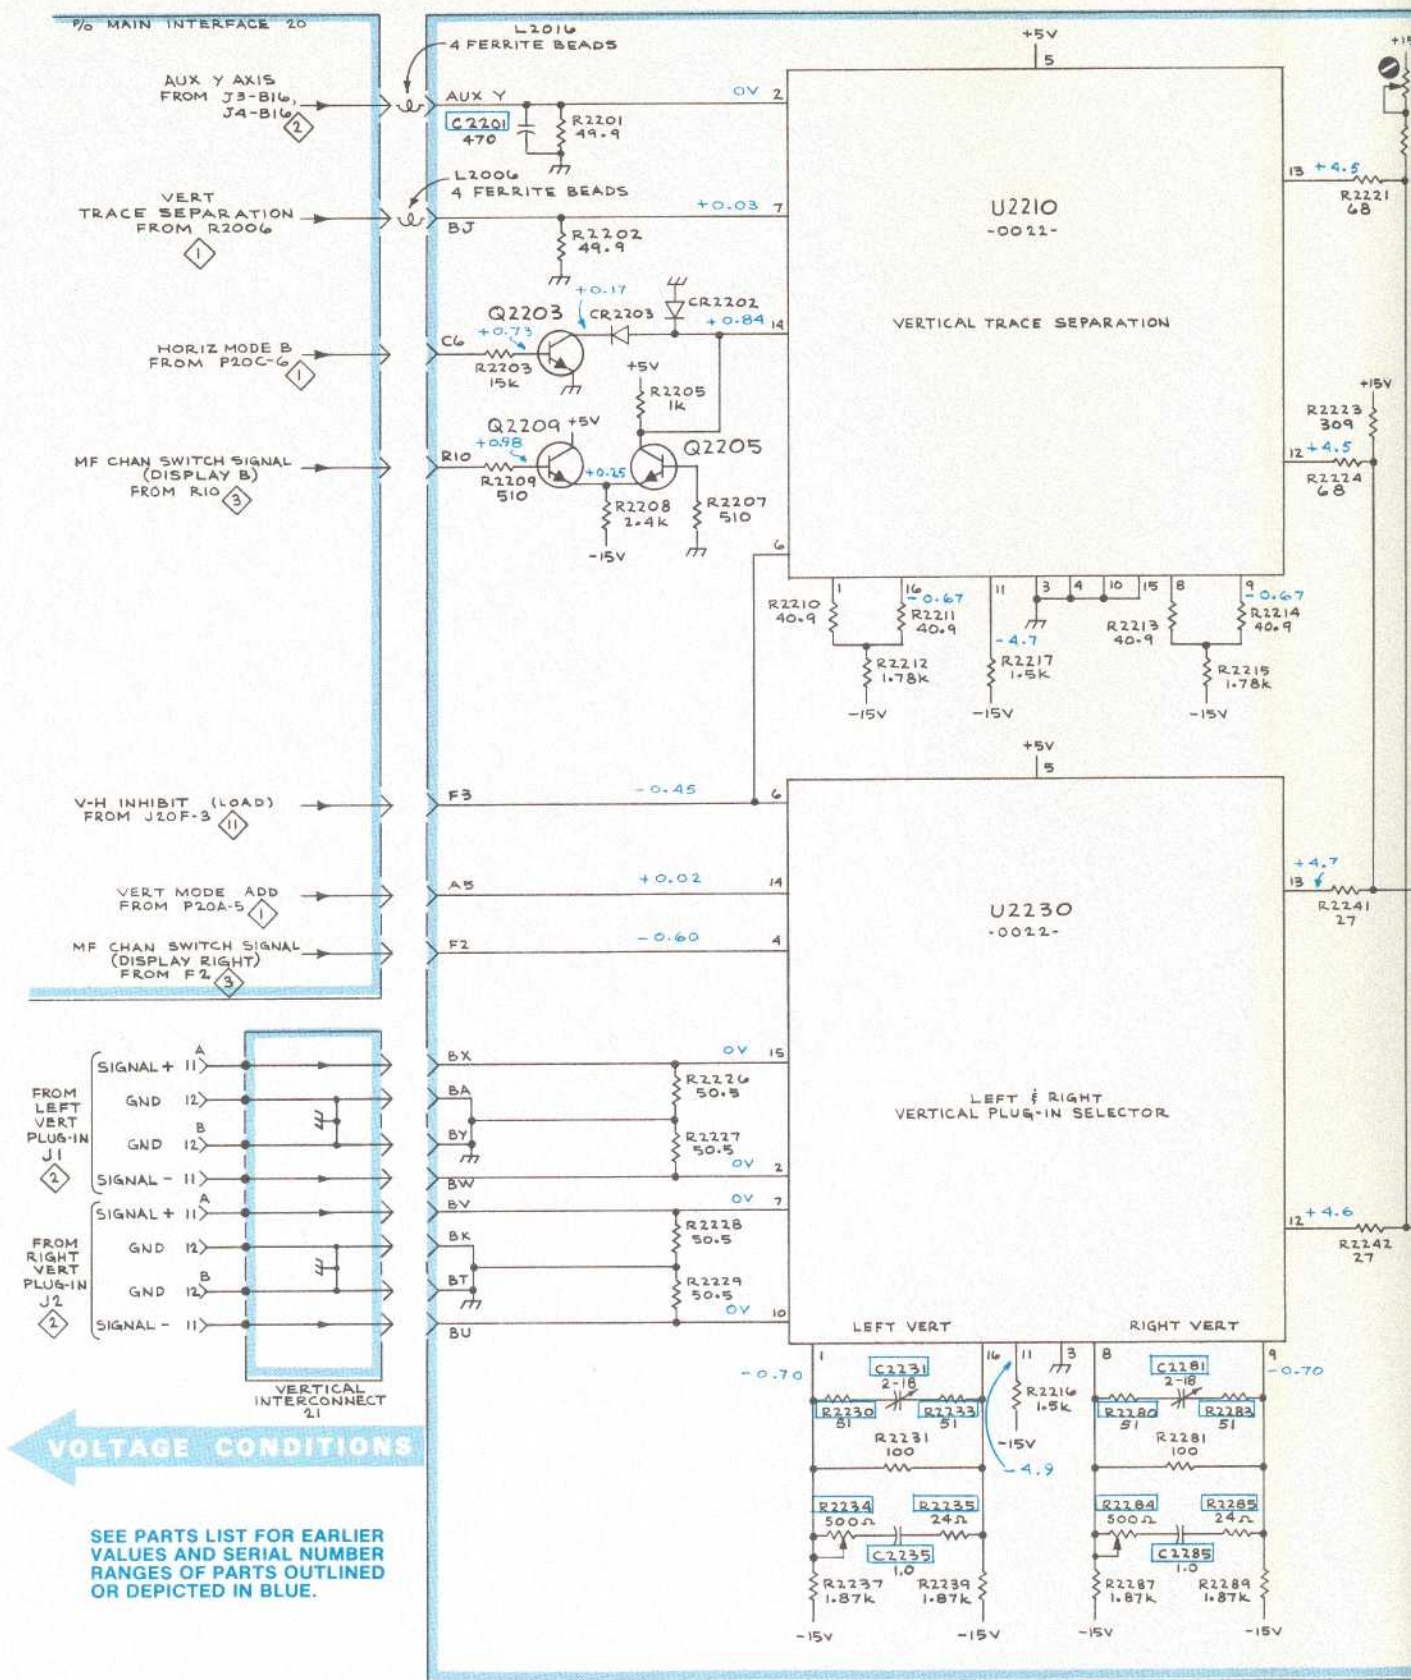 P/O MAIN INTERFACE 20
L2016
4 FERRITE BEADS
+5V
5
AUX Y AXIS
FROM J3-B16,
J4-B16
2
AUX Y
C2201
470
R2201
49.9
0V 2
L2006
4 FERRITE BEADS
VERT
TRACE SEPARATION
FROM R2006
1
BJ
R2202
49.9
+0.03 7
U2210
-0022-
VERTICAL TRACE SEPARATION
13 +4.5
R2221
68
HORIZ MODE B
FROM P20C-6
1
C6
+0.73
R2203
15K
Q2203
+0.17
CR2203
CR2202
+0.84 14
+5V
R2205
1K
MF CHAN SWITCH SIGNAL
(DISPLAY B)
FROM R10
3
R10
+0.98
R2209
510
Q2209
+5V
+0.25
Q2205
R2208
2.4K
-15V
R2207
510
+15V
R2223
309
12 +4.5
R2224
68
6
1
R2210
40.9
16
-0.67
R2211
40.9
R2212
1.78K
-15V
11
-4.7
R2217
1.5K
-15V
3
4
10
15
8
R2213
40.9
9
-0.67
R2214
40.9
R2215
1.78K
-15V
+5V
5
V-H INHIBIT (LOAD)
FROM J20F-3
11
F3
-0.45
6
VERT MODE ADD
FROM P20A-5
1
A5
+0.02
14
MF CHAN SWITCH SIGNAL
(DISPLAY RIGHT)
FROM F2
3
F2
-0.60
4
U2230
-0022-
LEFT & RIGHT
VERTICAL PLUG-IN SELECTOR
+4.7
13
R2241
27
12 +4.6
R2242
27
FROM
LEFT
VERT
PLUG-IN
J1
2
A
SIGNAL + 11
GND 12
B
GND 12
SIGNAL - 11
BX
BA
BY
BW
R2226
50.5
R2227
50.5
0V 15
0V 2
FROM
RIGHT
VERT
PLUG-IN
J2
2
A
SIGNAL + 11
GND 12
B
GND 12
SIGNAL - 11
BV
BK
BT
BU
R2228
50.5
R2229
50.5
0V 7
0V 10
VERTICAL
INTERCONNECT
21
LEFT VERT
RIGHT VERT
-0.70
1
16
C2231
2-18
R2230
51
R2233
51
R2231
100
R2234
500Ω
R2235
24Ω
C2235
1.0
R2237
1.87K
R2239
1.87K
-15V
-15V
11
R2216
1.5K
-15V
-4.9
3
8
9
-0.70
C2281
2-18
R2280
51
R2283
51
R2281
100
R2284
500Ω
R2285
24Ω
C2285
1.0
R2287
1.87K
R2289
1.87K
-15V
-15V
VOLTAGE CONDITIONS
SEE PARTS LIST FOR EARLIER
VALUES AND SERIAL NUMBER
RANGES OF PARTS OUTLINED
OR DEPICTED IN BLUE.